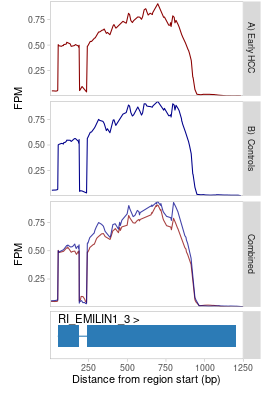 0.75
0.50
0.25
FPM
A) Early HCC
0.75
0.50
0.25
B): Controls
0.75
0.50
0.25
FPM
Combined
RI_EMILIN1_3 >
250 500 750 1000 1250
Distance from region start (bp)